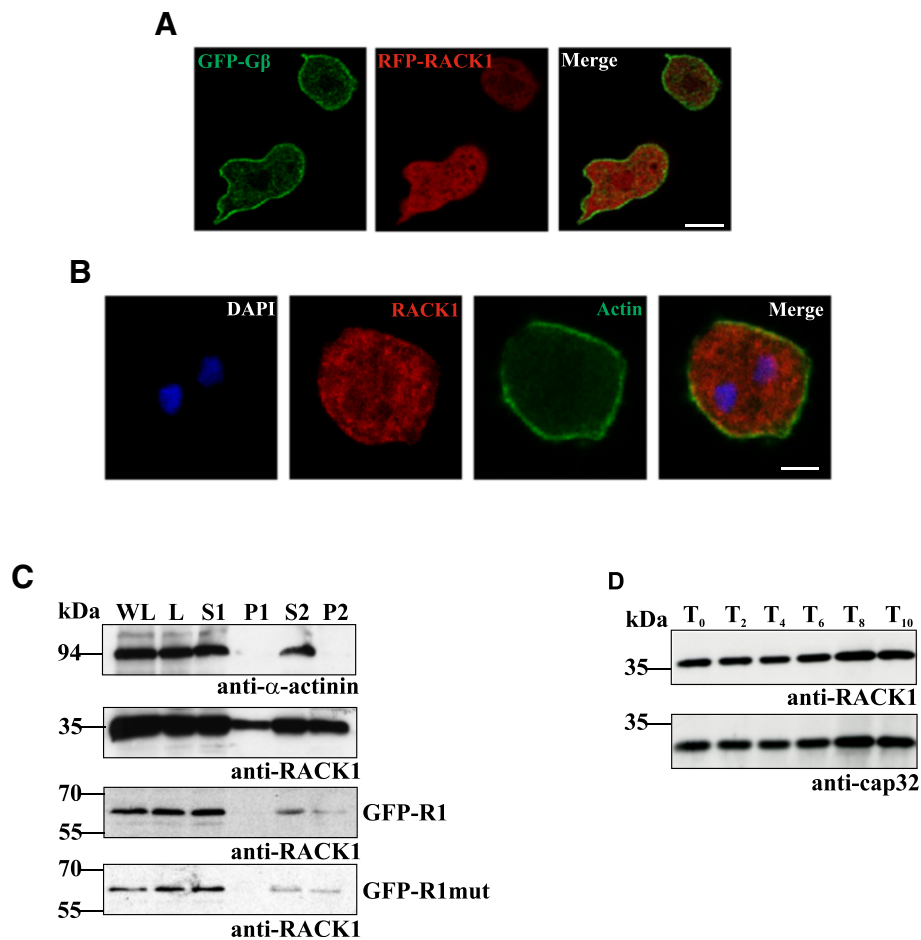 A
GFP-Gβ
RFP-RACK1
Merge
B
DAPI
RACK1
Actin
Merge
C
kDa WL L S1 P1 S2 P2
94
anti-α-actinin
35
anti-RACK1
70
55
GFP-R1
anti-RACK1
70
55
GFP-R1mut
anti-RACK1
D
kDa T₀ T₂ T₄ T₆ T₈ T₁₀
35
anti-RACK1
35
anti-cap32